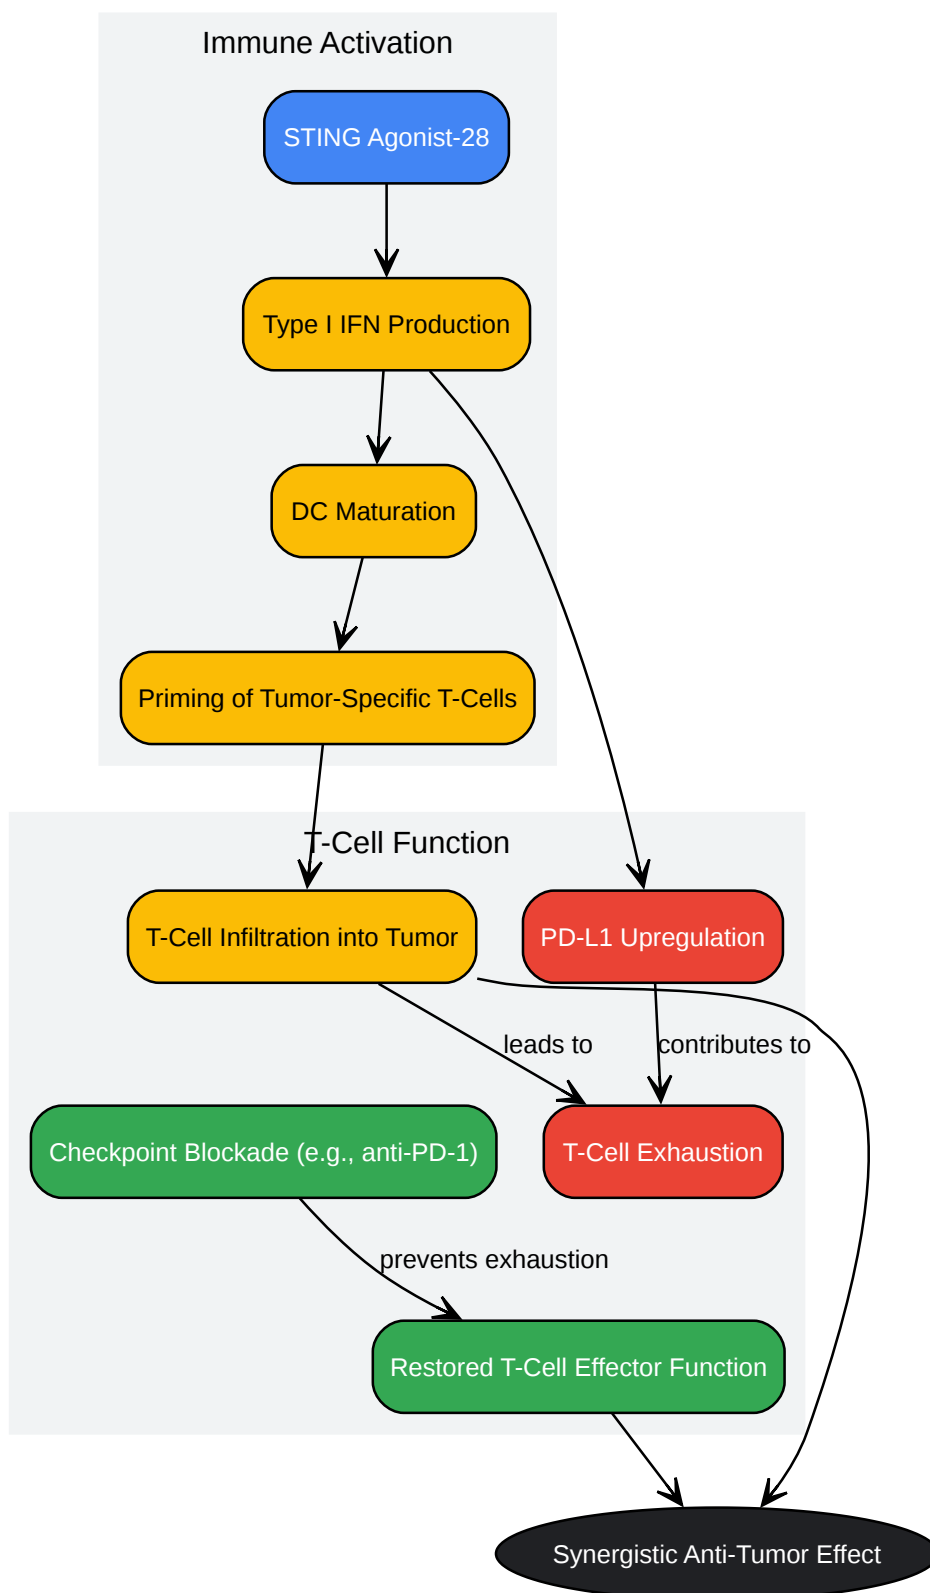 Immune Activation
STING Agonist-28
Type I IFN Production
DC Maturation
Priming of Tumor-Specific T-Cells
T-Cell Function
T-Cell Infiltration into Tumor
PD-L1 Upregulation
leads to
contributes to
Checkpoint Blockade (e.g., anti-PD-1)
T-Cell Exhaustion
prevents exhaustion
Restored T-Cell Effector Function
Synergistic Anti-Tumor Effect